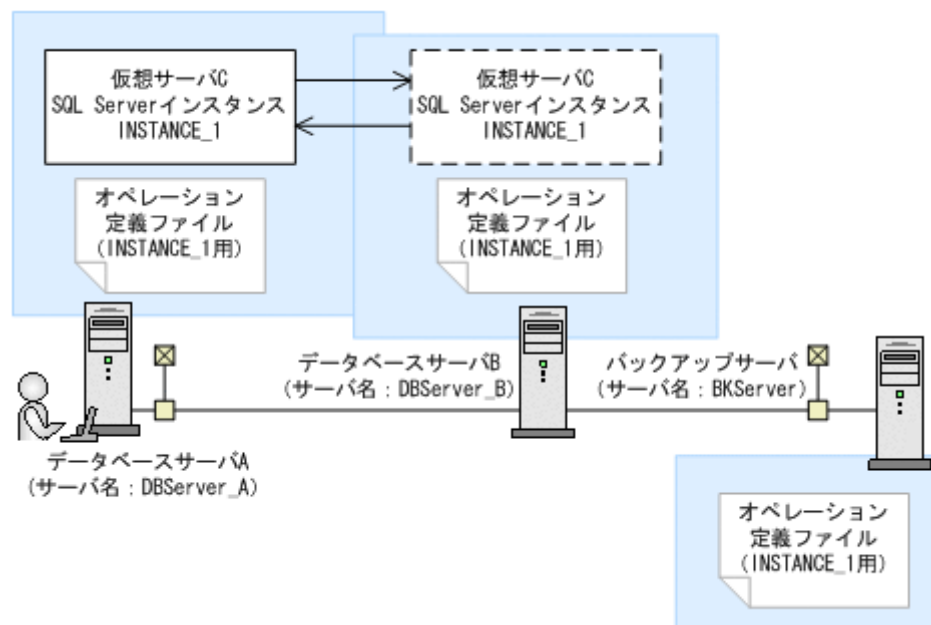 仮想サーバC
SQL Serverインスタンス
INSTANCE_1
仮想サーバC
SQL Serverインスタンス
INSTANCE_1
オペレーション
定義ファイル
(INSTANCE_1用)
オペレーション
定義ファイル
(INSTANCE_1用)
データベースサーバB
(サーバ名:DBServer_B)
バックアップサーバ
(サーバ名:BKServer)
データベースサーバA
(サーバ名:DBServer_A)
オペレーション
定義ファイル
(INSTANCE_1用)